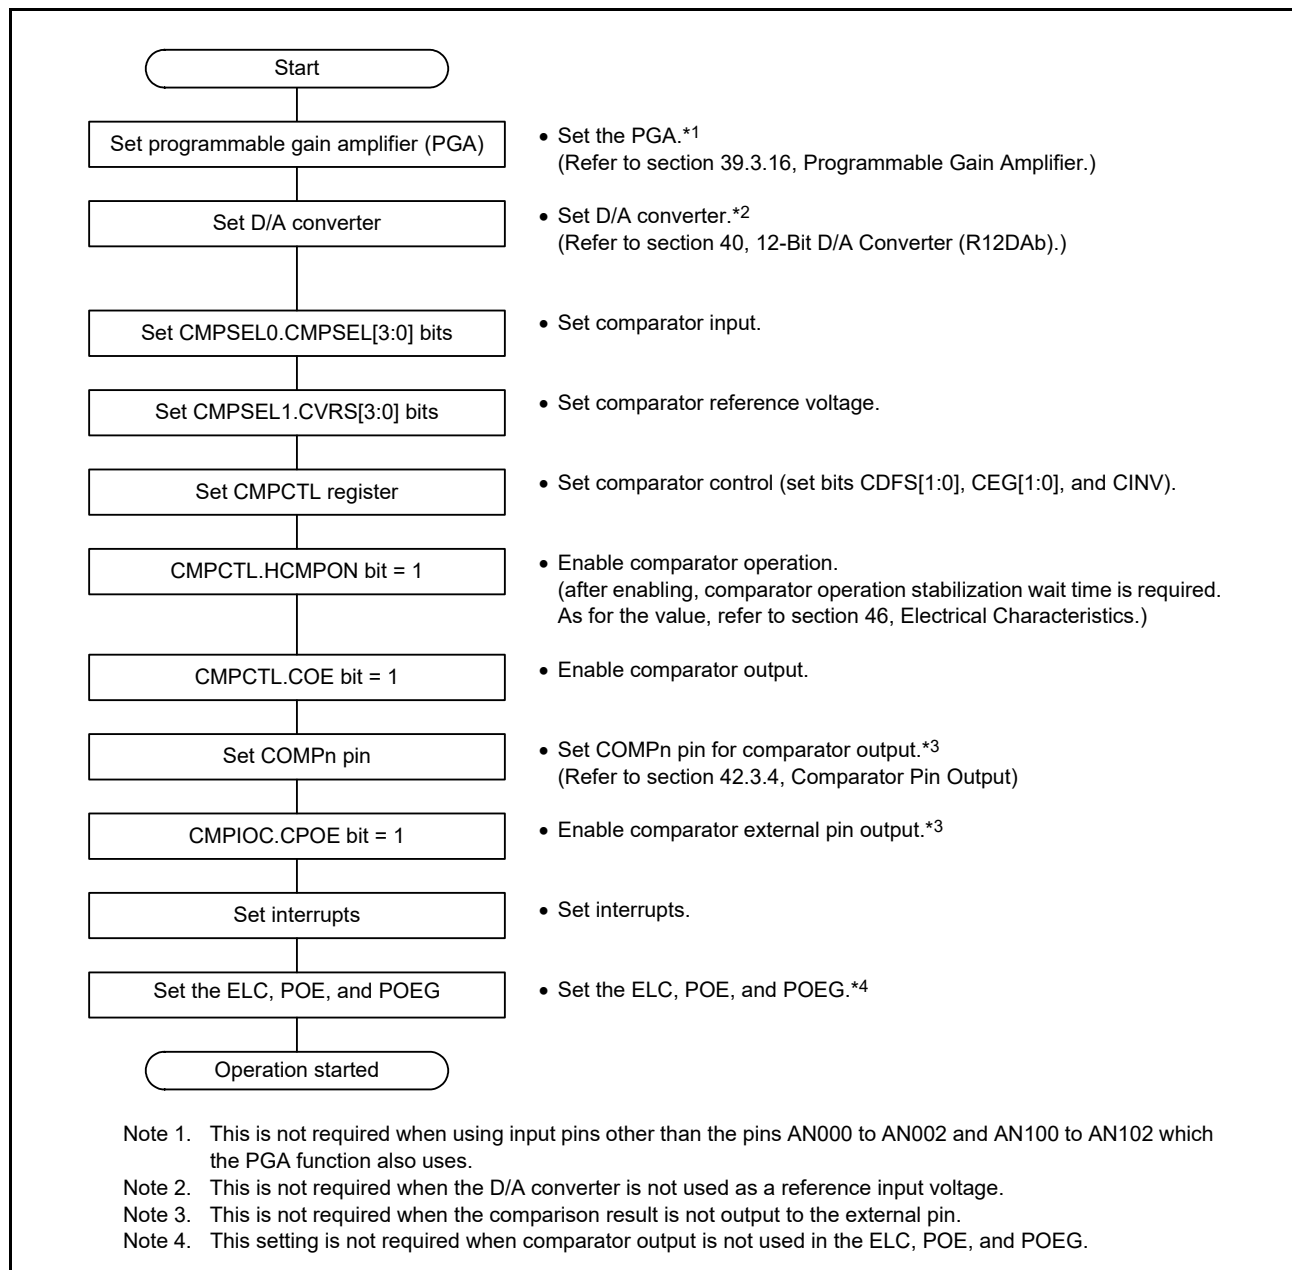 Start
Set programmable gain amplifier (PGA)
• Set the PGA.*1
(Refer to section 39.3.16, Programmable Gain Amplifier.)
Set D/A converter
• Set D/A converter.*2
(Refer to section 40, 12-Bit D/A Converter (R12DAb).)
Set CMPSEL0.CMPSEL[3:0] bits
• Set comparator input.
Set CMPSEL1.CVRS[3:0] bits
• Set comparator reference voltage.
Set CMPCTL register
• Set comparator control (set bits CDFS[1:0], CEG[1:0], and CINV).
CMPCTL.HCMPON bit = 1
• Enable comparator operation.
(after enabling, comparator operation stabilization wait time is required.
As for the value, refer to section 46, Electrical Characteristics.)
CMPCTL.COE bit = 1
• Enable comparator output.
Set COMPn pin
• Set COMPn pin for comparator output.*3
(Refer to section 42.3.4, Comparator Pin Output)
CMPIOC.CPOE bit = 1
• Enable comparator external pin output.*3
Set interrupts
• Set interrupts.
Set the ELC, POE, and POEG
• Set the ELC, POE, and POEG.*4
Operation started
Note 1. This is not required when using input pins other than the pins AN000 to AN002 and AN100 to AN102 which
the PGA function also uses.
Note 2. This is not required when the D/A converter is not used as a reference input voltage.
Note 3. This is not required when the comparison result is not output to the external pin.
Note 4. This setting is not required when comparator output is not used in the ELC, POE, and POEG.